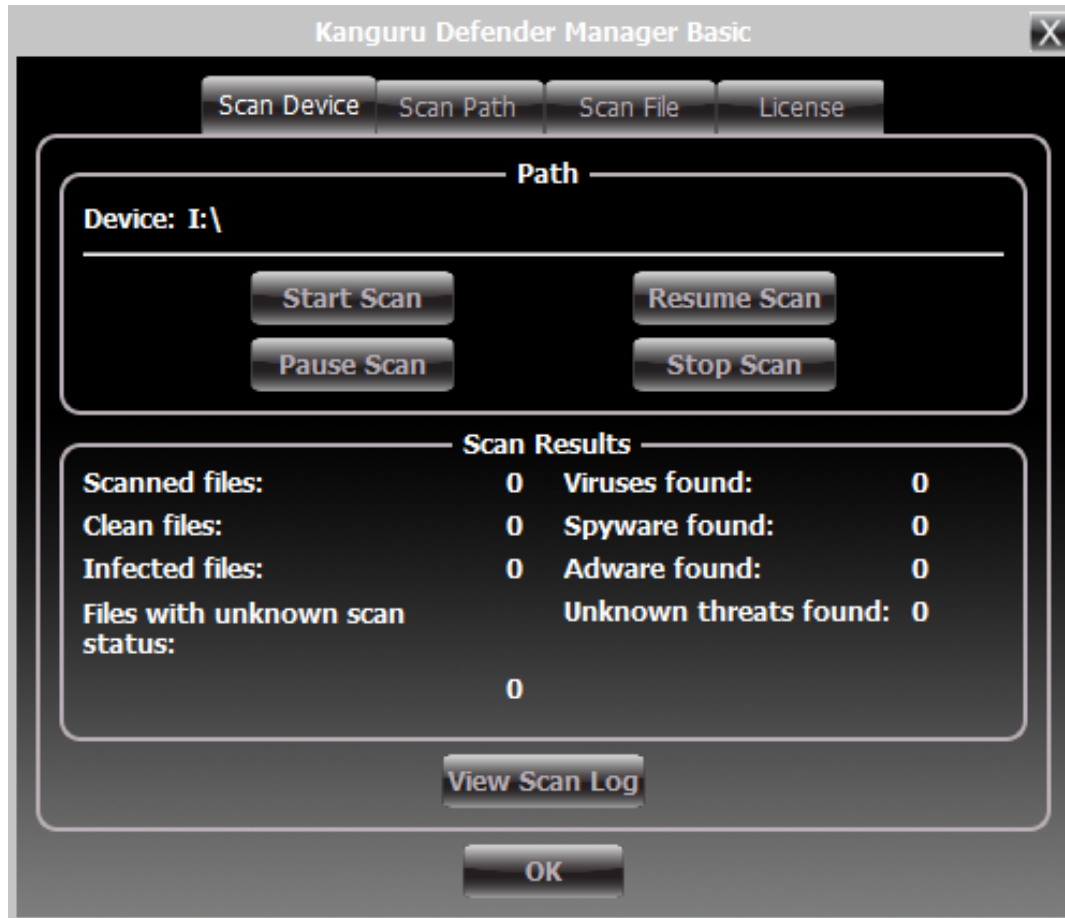 Kanguru Defender Manager Basic
X
Scan Device Scan Path Scan File License
Path
Device: I:\
Start Scan Resume Scan
Pause Scan Stop Scan
Scan Results
Scanned files: 0 Viruses found: 0
Clean files: 0 Spyware found: 0
Infected files: 0 Adware found: 0
Files with unknown scan Unknown threats found: 0
status:
0
View Scan Log
OK